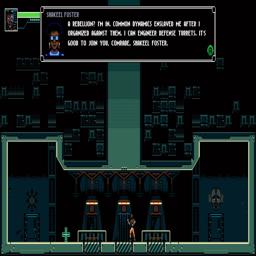 SHAKEEL FOSTER
A REBELLION? I'M IN. COMMON DYNAMICS ENSLAVED ME AFTER I
ORGANIZED AGAINST THEM. I CAN ENGINEER DEFENSE TURRETS. IT'S
GOOD TO JOIN YOU, COMRADE. SHAKEEL FOSTER.